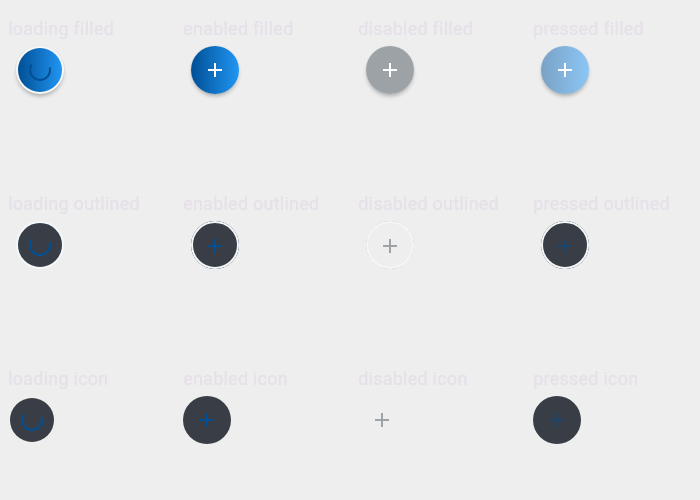 loading filled
enabled filled
disabled filled
pressed filled
loading outlined
enabled outlined
disabled outlined
pressed outlined
loading icon
enabled icon
disabled icon
pressed icon